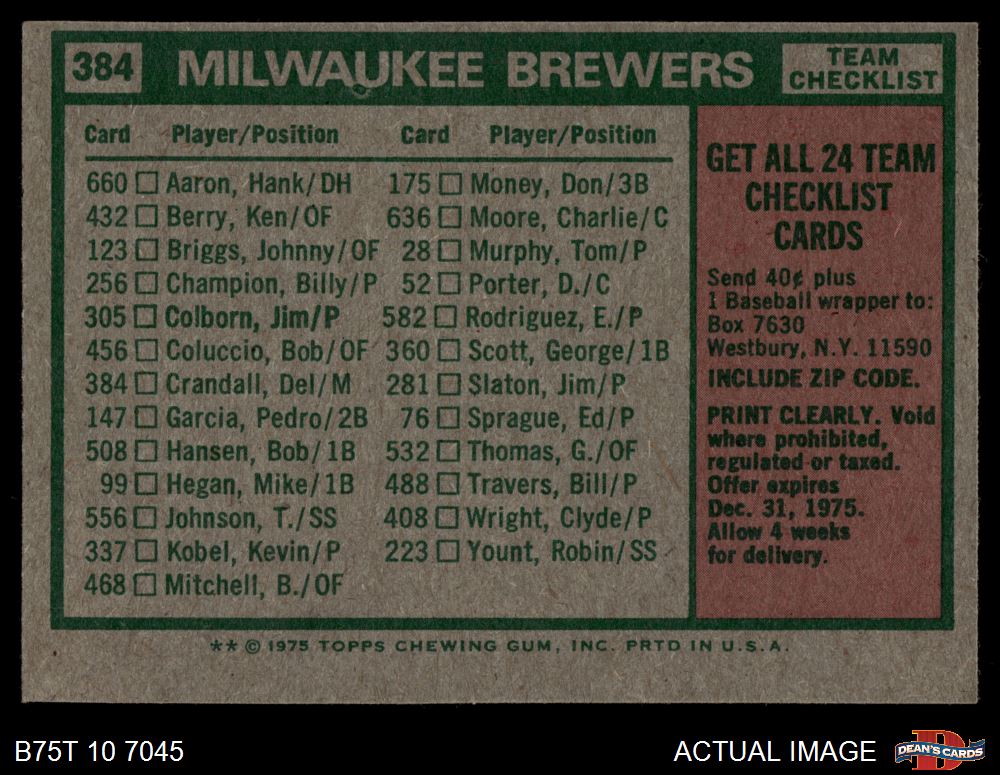 384 MILWAUKEE BREWERS TEAM CHECKLIST
Card Player/Position Card Player/Position
660 Aaron, Hank/DH
432 Berry, Ken/OF
123 Briggs, Johnny/OF
256 Champion, Billy/P
305 Colborn, Jim/P
456 Coluccio, Bob/OF
384 Crandall, Del/M
147 Garcia, Pedro/2B
508 Hansen, Bob/1B
99 Hegan, Mike/1B
556 Johnson, T./SS
337 Kobel, Kevin/P
468 Mitchell, B./OF
175 Money, Don/3B
636 Moore, Charlie/C
28 Murphy, Tom/P
52 Porter, D./C
582 Rodriguez, E./P
360 Scott, George/1B
281 Slaton, Jim/P
76 Sprague, Ed/P
532 Thomas, G./OF
488 Travers, Bill/P
408 Wright, Clyde/P
223 Yount, Robin/SS
GET ALL 24 TEAM
CHECKLIST
CARDS
Send 40¢ plus
1 Baseball wrapper to:
Box 7630
Westbury, N.Y. 11590
INCLUDE ZIP CODE.
PRINT CLEARLY. Void
where prohibited,
regulated or taxed.
Offer expires
Dec. 31, 1975.
Allow 4 weeks
for delivery.
** © 1975 TOPPS CHEWING GUM, INC. PRTD IN U.S.A.
B75T 10 7045
ACTUAL IMAGE
DEAN'S CARDS